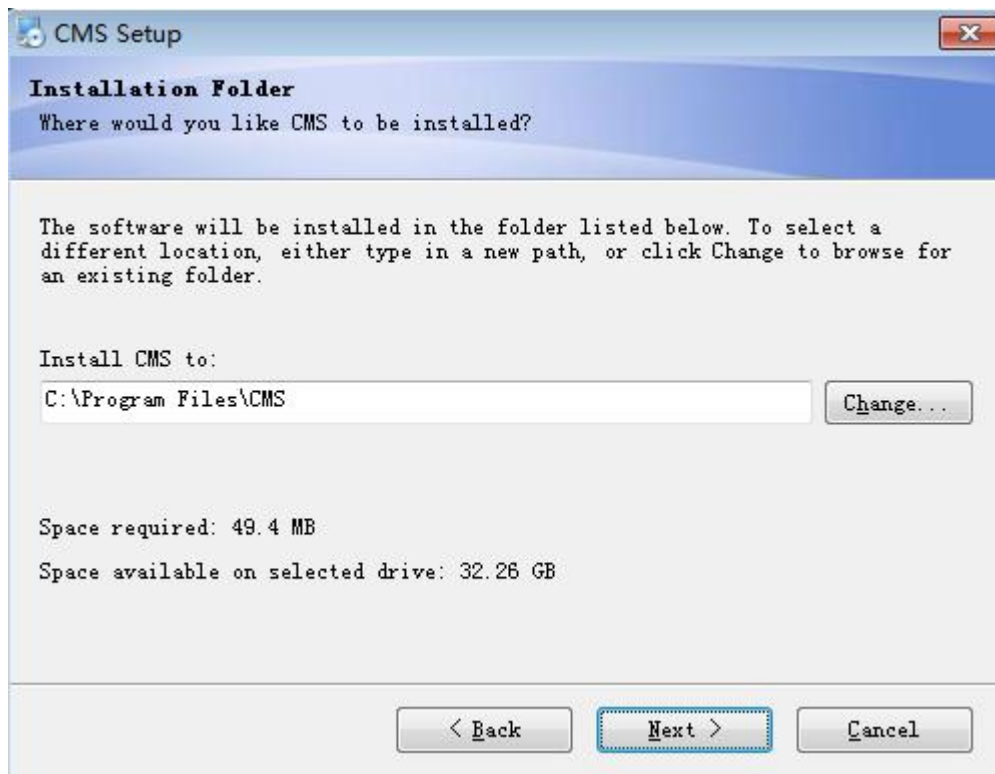 CMS Setup
Installation Folder
Where would you like CMS to be installed?
The software will be installed in the folder listed below. To select a
different location, either type in a new path, or click Change to browse for
an existing folder.
Install CMS to:
C:\Program Files\CMS
Change...
Space required: 49.4 MB
Space available on selected drive: 32.26 GB
< Back
Next >
Cancel